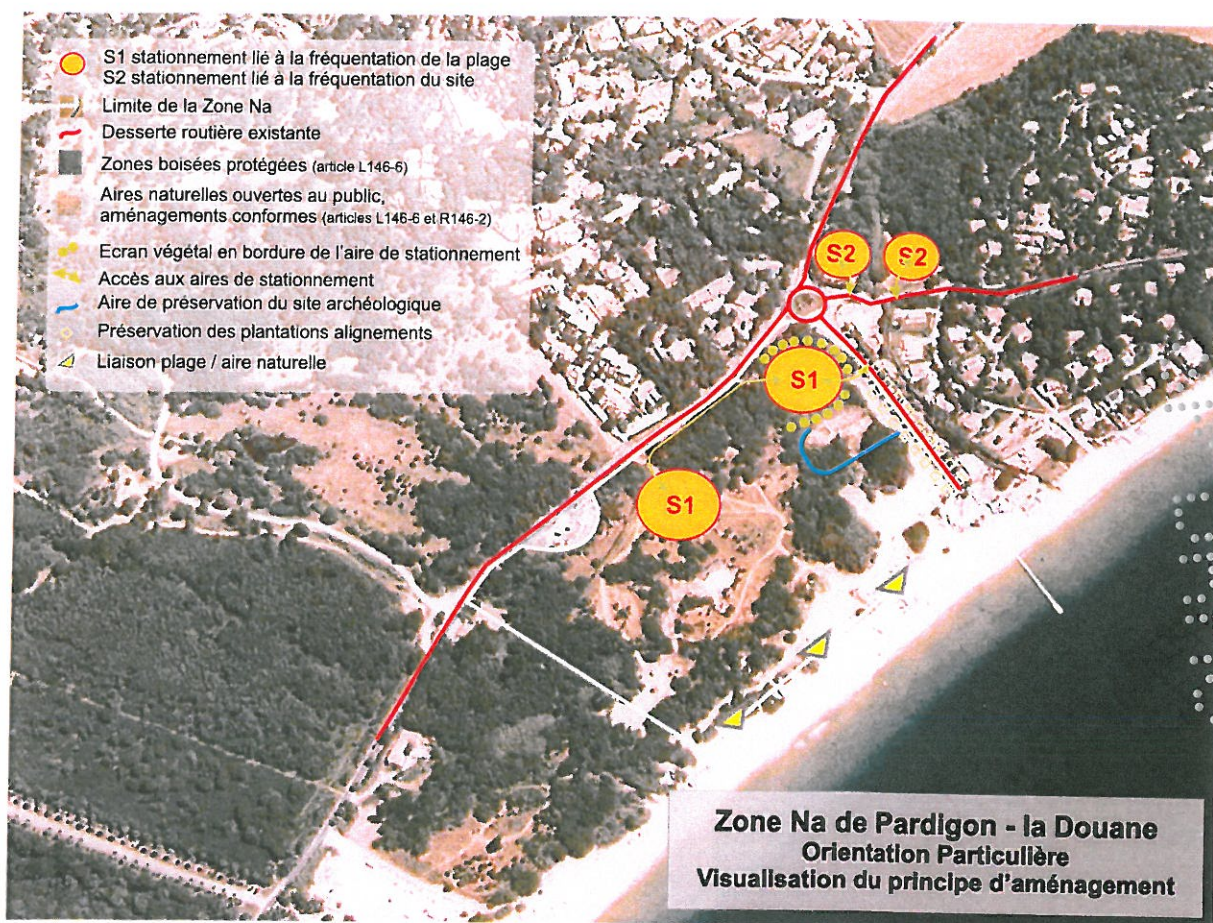 S1 stationnement lié à la fréquentation de la plage
S2 stationnement lié à la fréquentation du site
Limite de la Zone Na
Desserte routière existante
Zones boisées protégées (article L146-6)
Aires naturelles ouvertes au public,
aménagements conformes (articles L146-6 et R146-2)
Ecran végétal en bordure de l'aire de stationnement
Accès aux aires de stationnement
Aire de préservation du site archéologique
Préservation des plantations alignements
Liaison plage / aire naturelle
S2
S2
S1
S1
Zone Na de Pardigon - la Douane
Orientation Particulière
Visualisation du principe d'aménagement